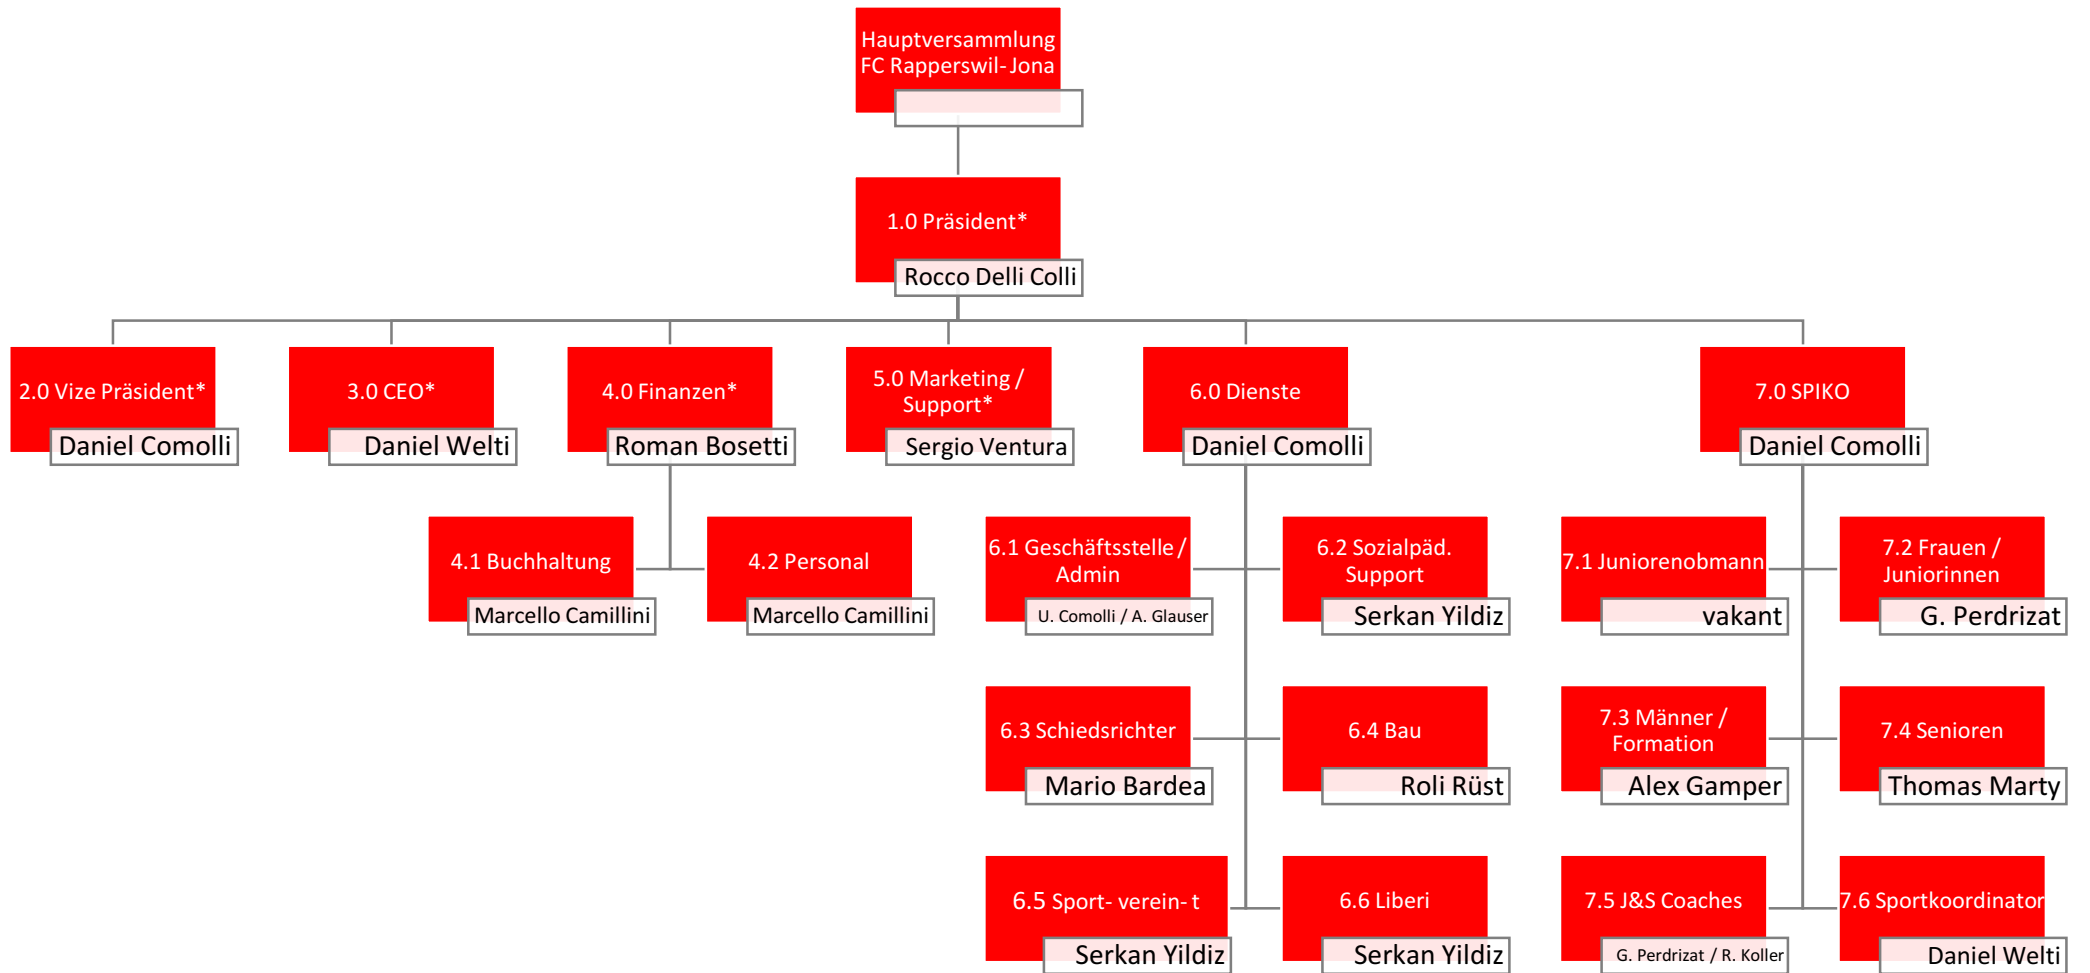 Hauptversammlung
FC Rapperswil-Jona
1.0 Präsident*
Rocco Delli Colli
2.0 Vize Präsident*
Daniel Comolli
3.0 CEO*
Daniel Welti
4.0 Finanzen*
Roman Bosetti
5.0 Marketing /
Support*
Sergio Ventura
6.0 Dienste
Daniel Comolli
7.0 SPIKO
Daniel Comolli
4.1 Buchhaltung
Marcello Camillini
4.2 Personal
Marcello Camillini
6.1 Geschäftsstelle /
Admin
U. Comolli / A. Glauser
6.2 Sozialpäd.
Support
Serkan Yildiz
7.1 Juniorenobmann
vakant
7.2 Frauen /
Juniorinnen
G. Perdrizat
6.3 Schiedsrichter
Mario Bardea
6.4 Bau
Roli Rüst
7.3 Männer /
Formation
Alex Gamper
7.4 Senioren
Thomas Marty
6.5 Sport- verein- t
Serkan Yildiz
6.6 Liberi
Serkan Yildiz
7.5 J&S Coaches
G. Perdrizat / R. Koller
7.6 Sportkoordinator
Daniel Welti